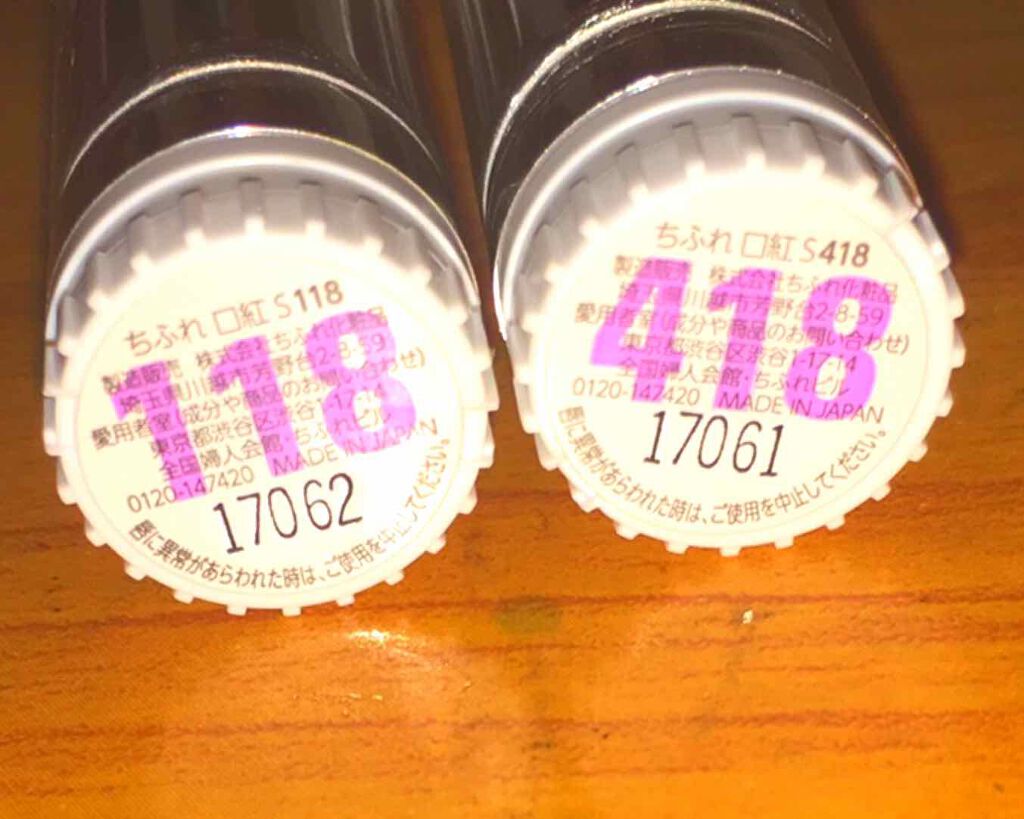 ちふれ 口紅 S 118
118
製造販売 株式会社ちふれ化粧品
埼玉県川越市芳野台2-8-59
愛用者室(成分や商品のお問い合わせ)
東京都渋谷区渋谷1-17-14
全国婦人会館・ちふれビル
0120-147420 MADE IN JAPAN
17062
唇に異常があらわれた時は、ご使用を中止してください。
ちふれ 口紅 S 418
418
製造販売 株式会社ちふれ化粧品
埼玉県川越市芳野台2-8-59
愛用者室(成分や商品のお問い合わせ)
東京都渋谷区渋谷1-17-14
全国婦人会館・ちふれビル
0120-147420 MADE IN JAPAN
17061
唇に異常があらわれた時は、ご使用を中止してください。